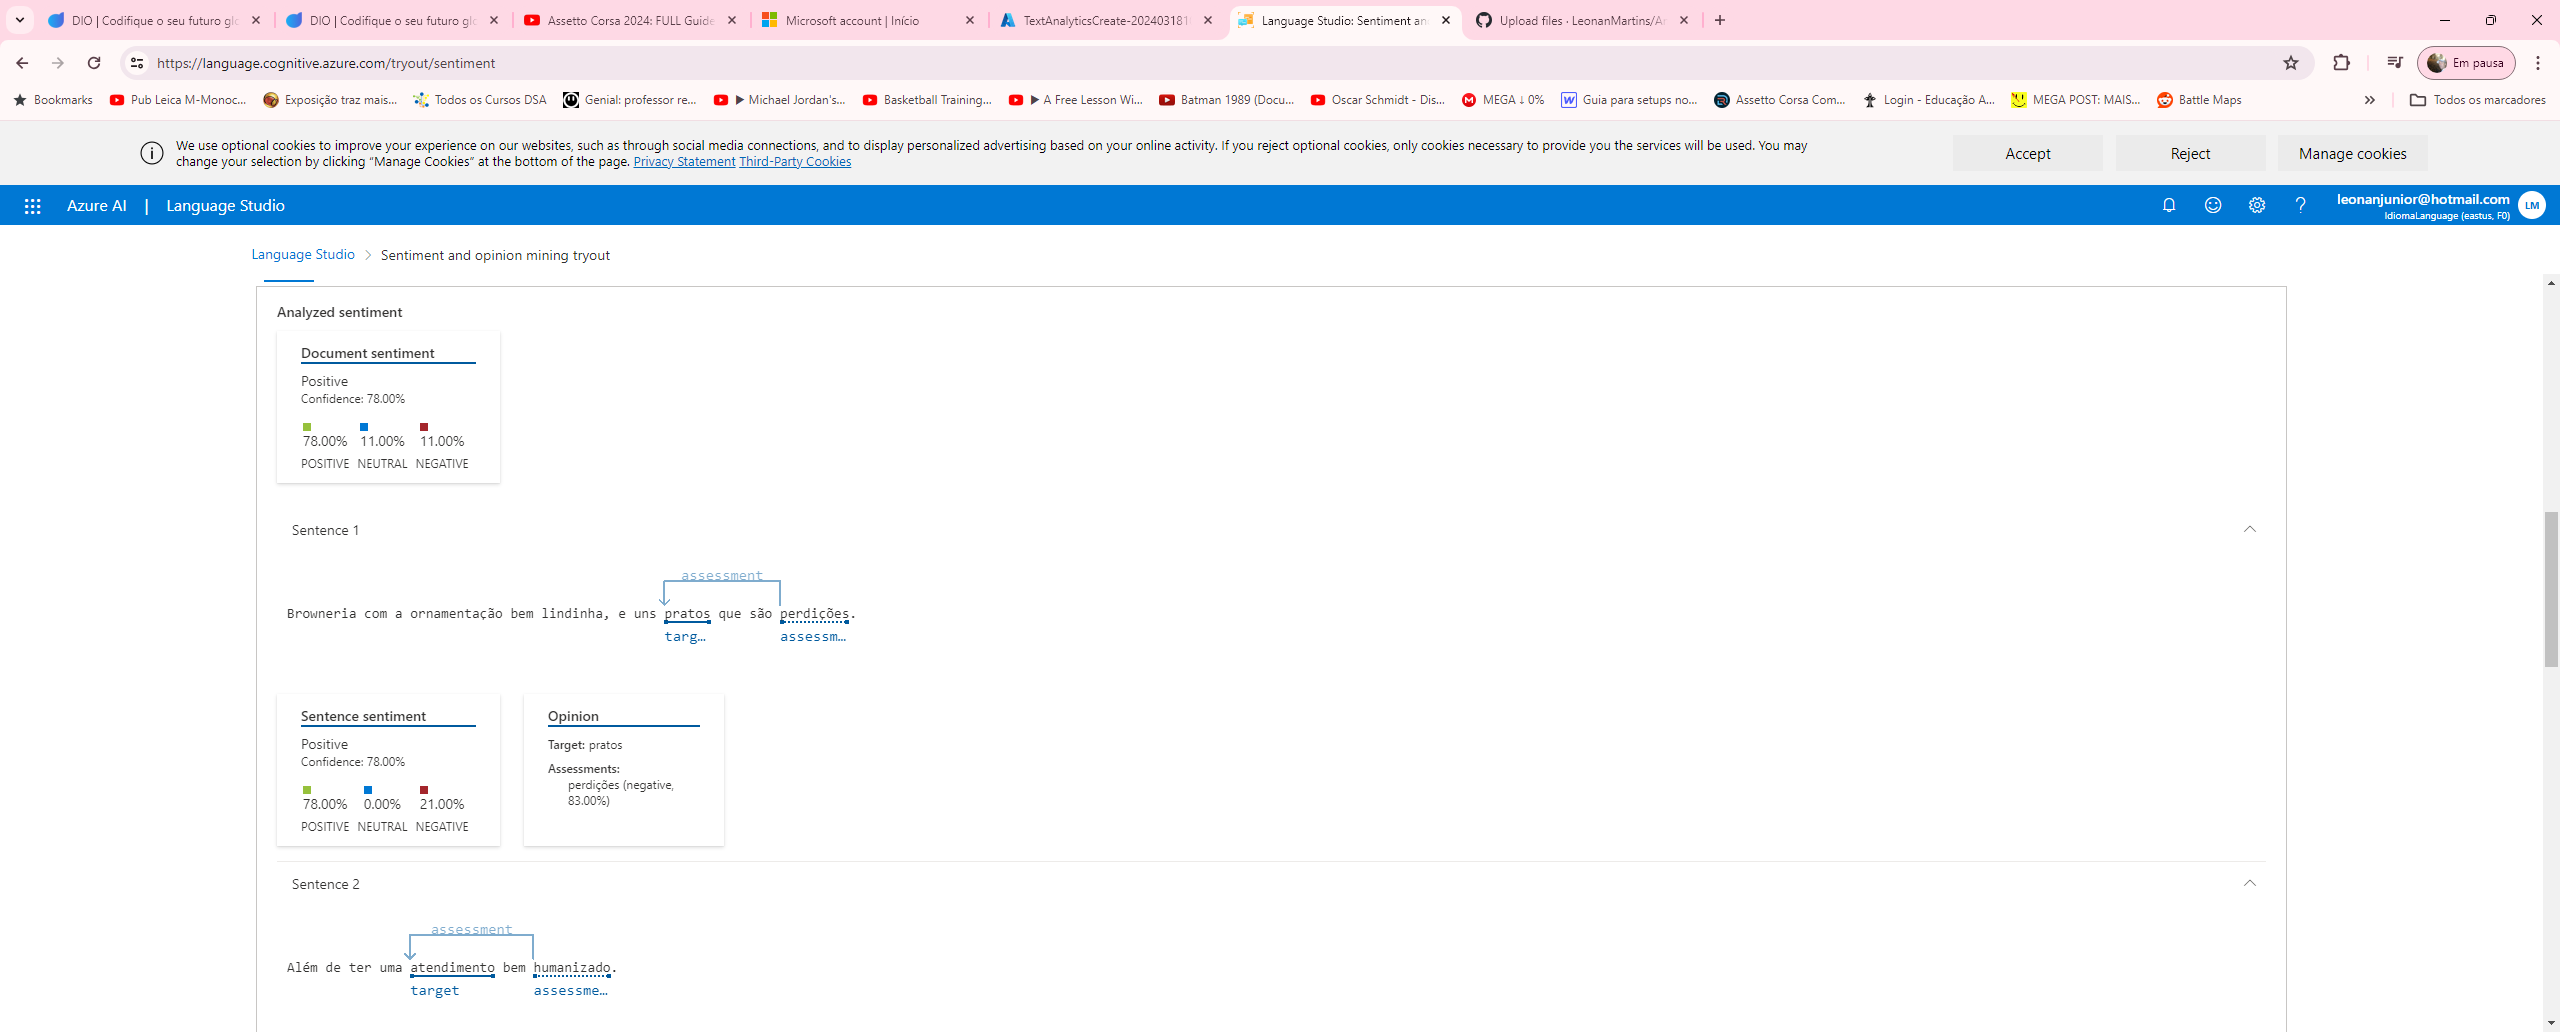 DIO | Codifique o seu futuro glo
DIO | Codifique o seu futuro glo
Assetto Corsa 2024: FULL Guide
Microsoft account | Início
TextAnalyticsCreate-2024031816
Language Studio: Sentiment an
Upload files · LeonanMartins/Ar
https://language.cognitive.azure.com/tryout/sentiment
Em pausa
Bookmarks
Pub Leica M-Monoc...
Exposição traz mais...
Todos os Cursos DSA
Genial: professor re...
▶ Michael Jordan's...
Basketball Training...
▶ A Free Lesson Wi...
Batman 1989 (Docu...
Oscar Schmidt - Dis...
MEGA ↓ 0%
Guia para setups no...
Assetto Corsa Com...
Login - Educação A...
MEGA POST: MAIS...
Battle Maps
Todos os marcadores
We use optional cookies to improve your experience on our websites, such as through social media connections, and to display personalized advertising based on your online activity. If you reject optional cookies, only cookies necessary to provide you the services will be used. You may
change your selection by clicking “Manage Cookies” at the bottom of the page. Privacy Statement Third-Party Cookies
Accept
Reject
Manage cookies
Azure AI | Language Studio
leonanjunior@hotmail.com
IdiomaLanguage (eastus, F0)
LM
Language Studio > Sentiment and opinion mining tryout
Analyzed sentiment
Document sentiment
Positive
Confidence: 78.00%
78.00% 11.00% 11.00%
POSITIVE NEUTRAL NEGATIVE
Sentence 1
assessment
Browneria com a ornamentação bem lindinha, e uns pratos que são perdições.
targ… assessm…
Sentence sentiment
Positive
Confidence: 78.00%
78.00% 0.00% 21.00%
POSITIVE NEUTRAL NEGATIVE
Opinion
Target: pratos
Assessments:
perdições (negative,
83.00%)
Sentence 2
assessment
Além de ter uma atendimento bem humanizado.
target assessme…